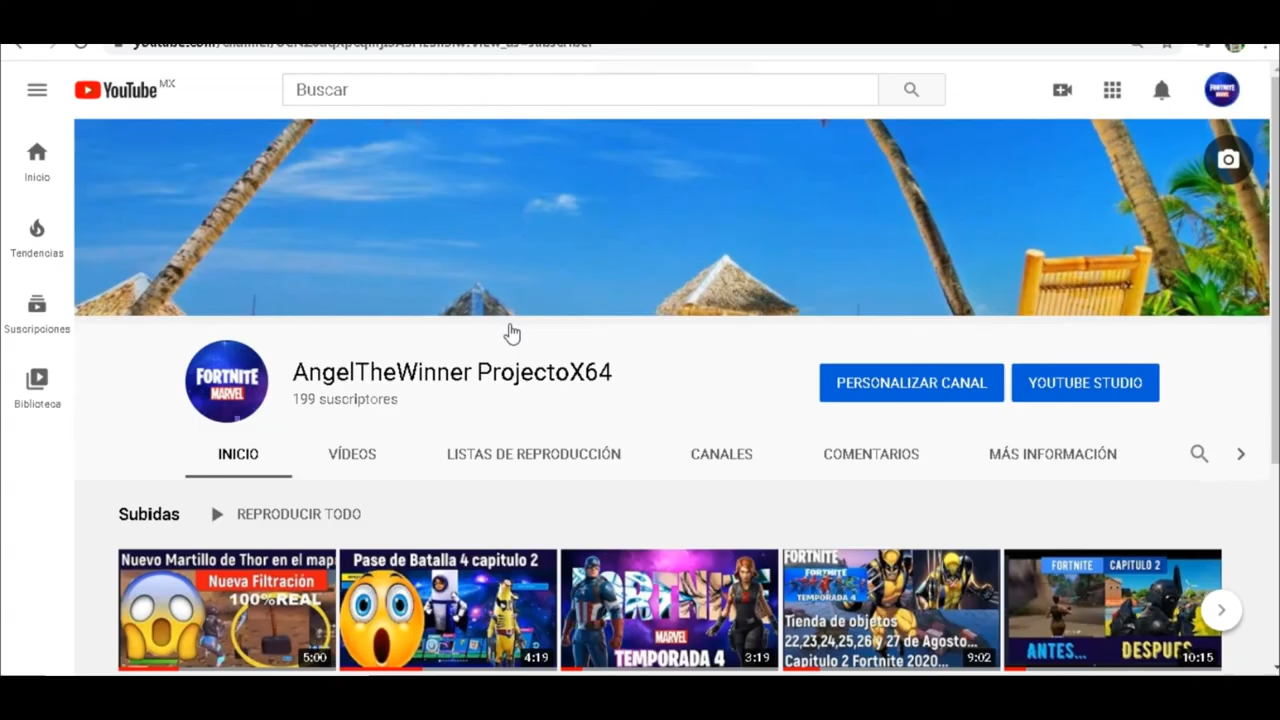 YouTube MX
Buscar
Inicio
Tendencias
Suscripciones
Biblioteca
FORTNITE
MARVEL
AngelTheWinner ProjectoX64
199 suscriptores
PERSONALIZAR CANAL
YOUTUBE STUDIO
INICIO
VÍDEOS
LISTAS DE REPRODUCCIÓN
CANALES
COMENTARIOS
MÁS INFORMACIÓN
Subidas
REPRODUCIR TODO
Nuevo Martillo de Thor en el map
Nueva Filtración
100%REAL
5:00
Pase de Batalla 4 capitulo 2
4:19
FORTNITE
MARVEL
TEMPORADA 4
3:19
FORTNITE
FORTNITE
TEMPORADA 4
Tienda de objetos
22,23,24,25,26 y 27 de Agosto...
Capitulo 2 Fortnite 2020...
9:02
FORTNITE CAPITULO 2
ANTES... DESPUÉS
10:15